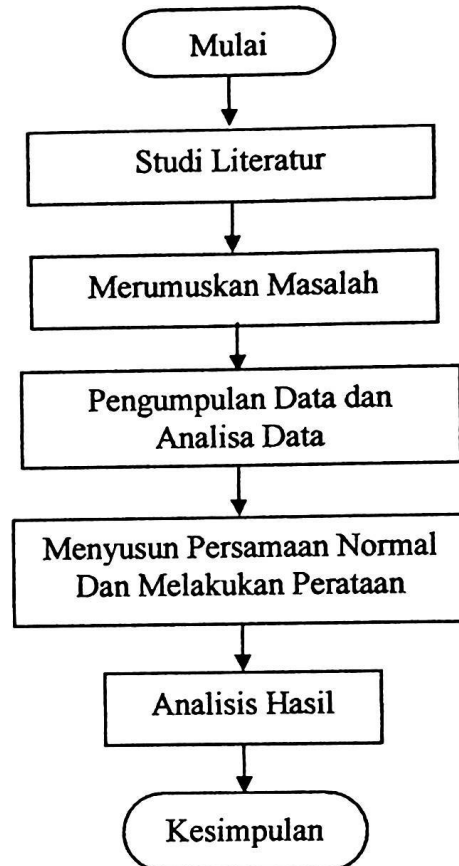 Mulai
Studi Literatur
Merumuskan Masalah
Pengumpulan Data dan
Analisa Data
Menyusun Persamaan Normal
Dan Melakukan Perataan
Analisis Hasil
Kesimpulan